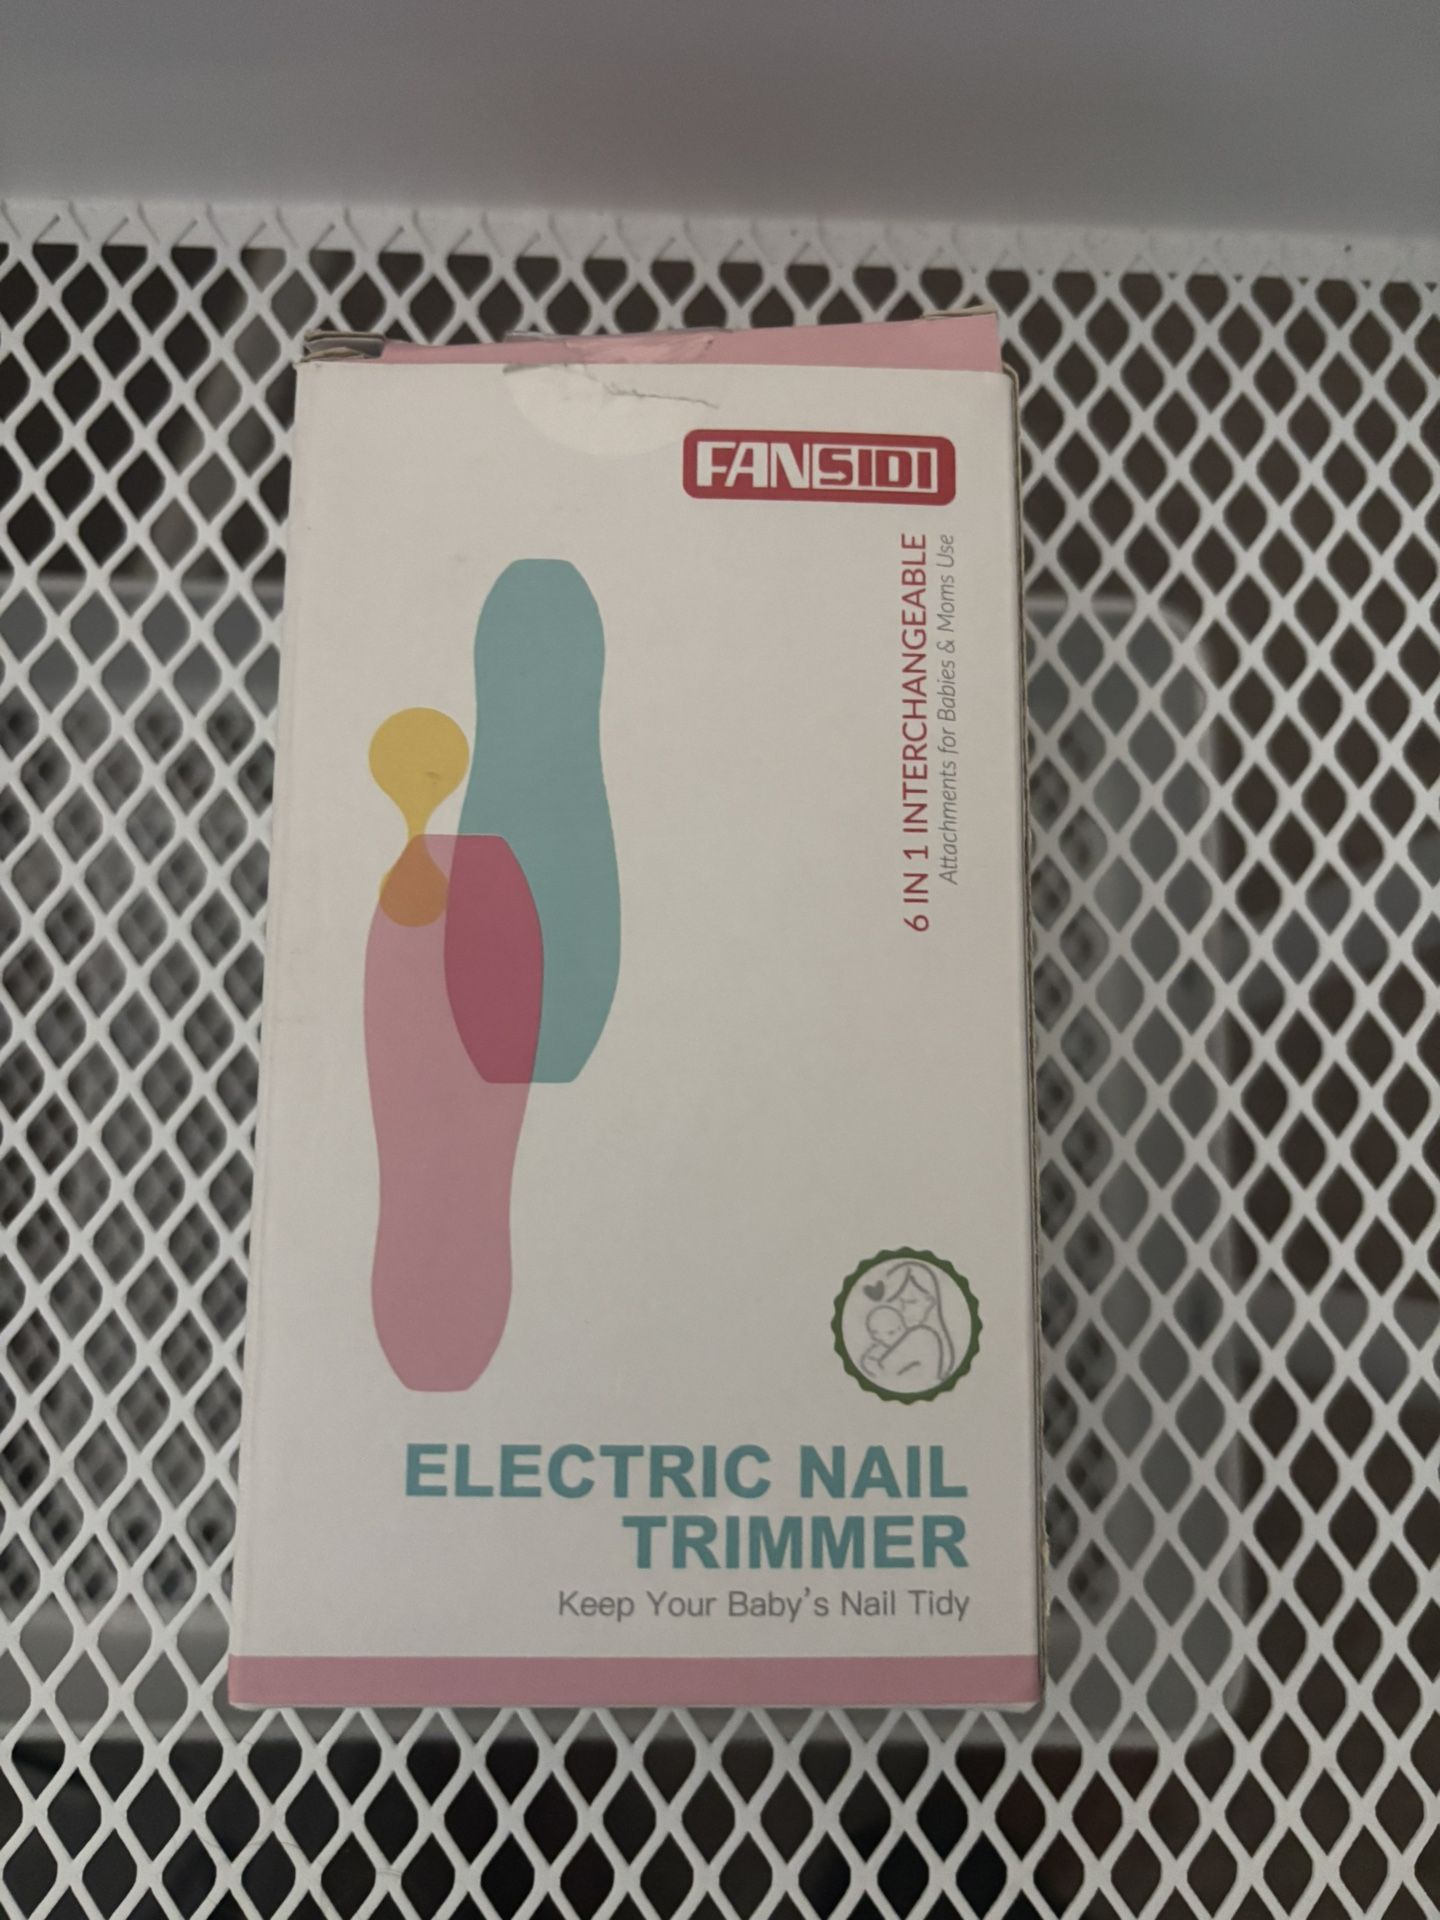 FANSIDI
6 IN 1 INTERCHANGEABLE
Attachments for Babies & Moms Use
ELECTRIC NAIL
TRIMMER
Keep Your Baby's Nail Tidy